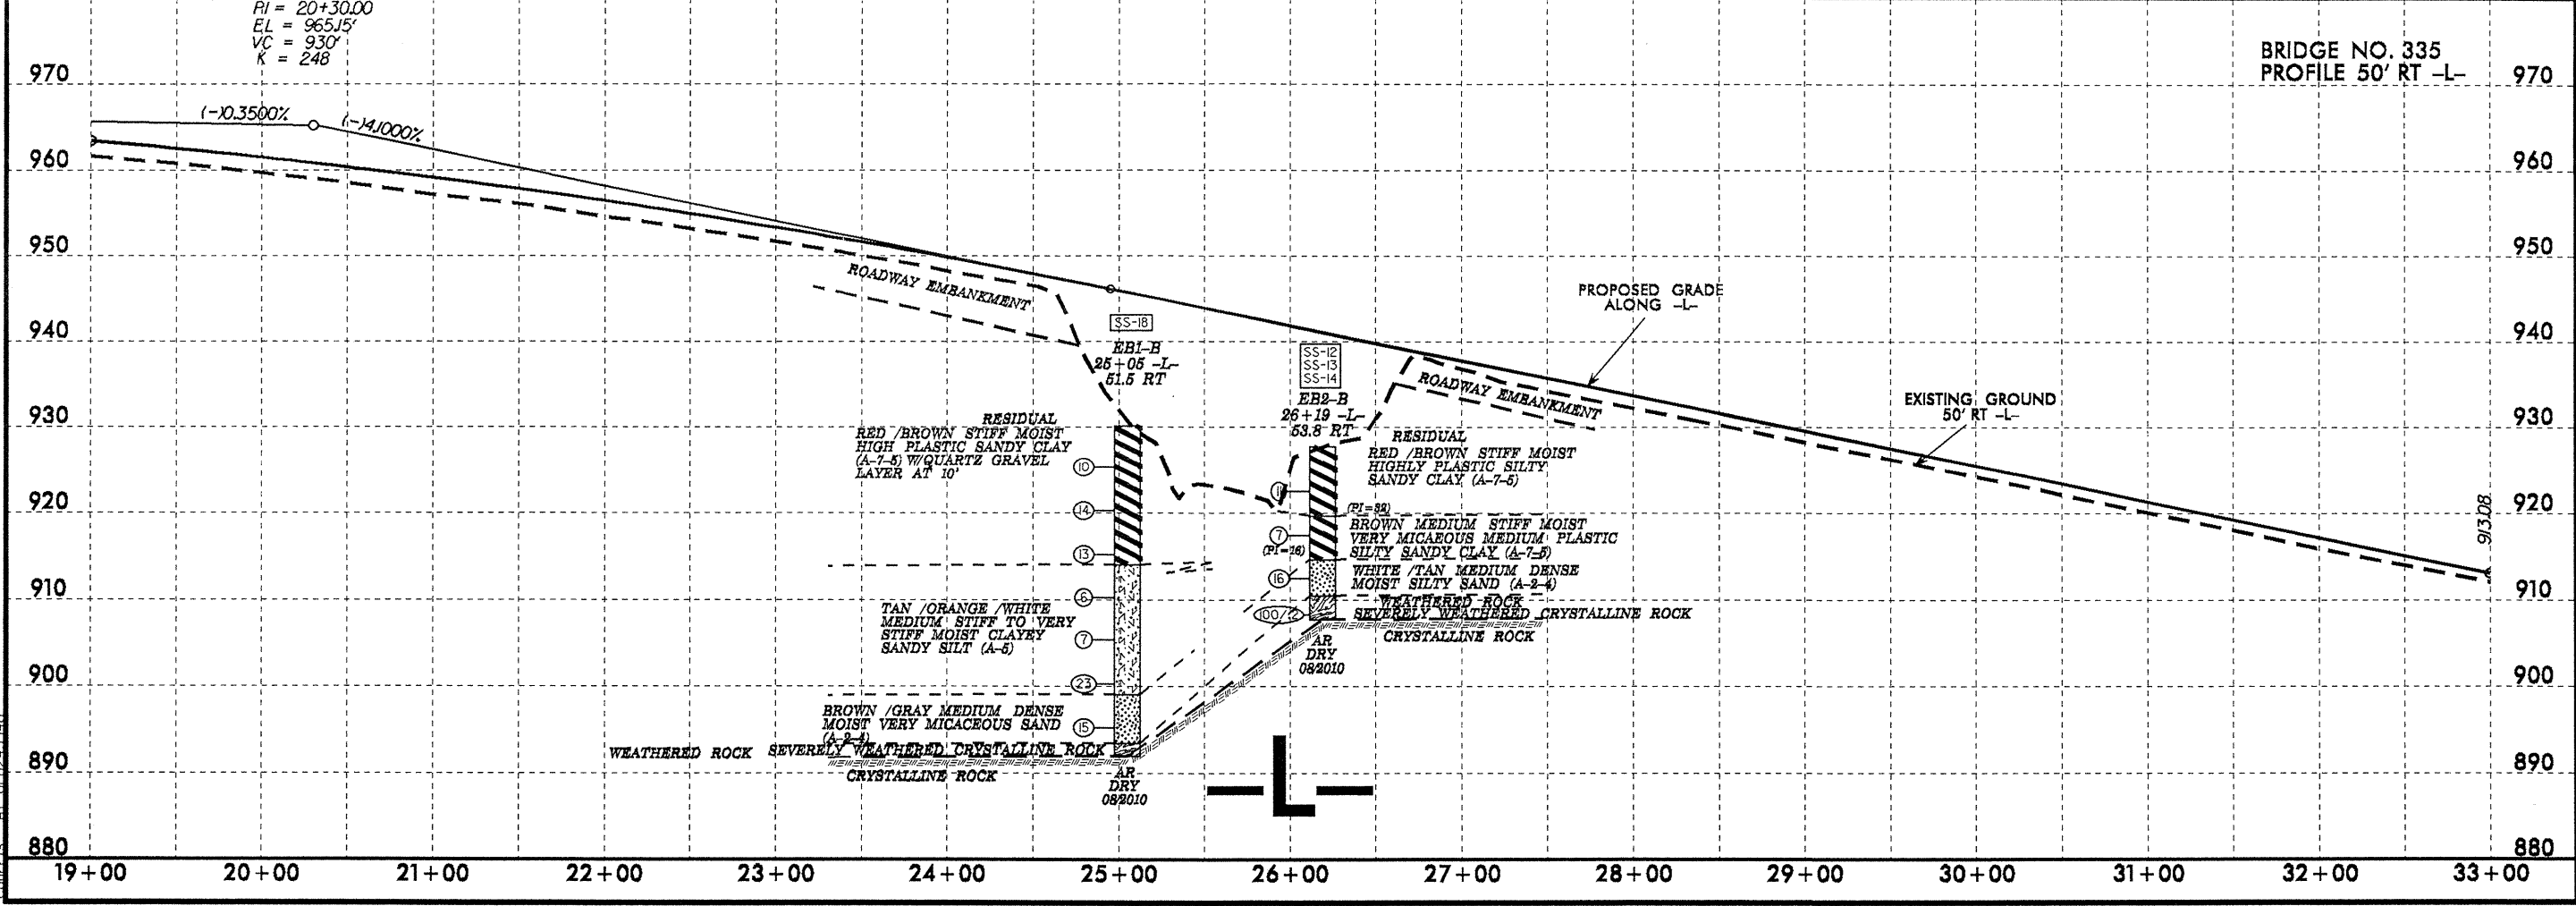 PI = 20+30.00
EL = 965.15'
VC = 930'
K = 248
BRIDGE NO. 335
PROFILE 50' RT -L-
970
970
(-)0.3500%
(-)4.1000%
960
960
950
950
ROADWAY EMBANKMENT
PROPOSED GRADE
ALONG -L-
940
940
SS-18
EB1-B
25+05 -L-
51.5 RT
SS-12
SS-13
SS-14
EB2-B
26+19 -L-
53.8 RT
ROADWAY EMBANKMENT
EXISTING GROUND
50' RT -L-
930
930
RESIDUAL
RED /BROWN STIFF MOIST
HIGH PLASTIC SANDY CLAY
(A-7-5) W/QUARTZ GRAVEL
LAYER AT 10'
10
14
13
RESIDUAL
RED /BROWN STIFF MOIST
HIGHLY PLASTIC SILTY
SANDY CLAY (A-7-5)
11
(PI=32)
920
920
913.08
BROWN MEDIUM STIFF MOIST
VERY MICAEOUS MEDIUM PLASTIC
SILTY SANDY CLAY (A-7-5)
7
(PI=16)
WHITE /TAN MEDIUM DENSE
MOIST SILTY SAND (A-2-4)
16
910
910
WEATHERED ROCK
SEVERELY WEATHERED CRYSTALLINE ROCK
100/.2
CRYSTALLINE ROCK
AR
DRY
08/2010
TAN /ORANGE /WHITE
MEDIUM STIFF TO VERY
STIFF MOIST CLAYEY
SANDY SILT (A-5)
6
7
23
900
900
BROWN /GRAY MEDIUM DENSE
MOIST VERY MICACEOUS SAND
(A-2-4)
15
WEATHERED ROCK SEVERELY WEATHERED CRYSTALLINE ROCK
CRYSTALLINE ROCK
AR
DRY
08/2010
890
890
-L-
880
880
19+00 20+00 21+00 22+00 23+00 24+00 25+00 26+00 27+00 28+00 29+00 30+00 31+00 32+00 33+00